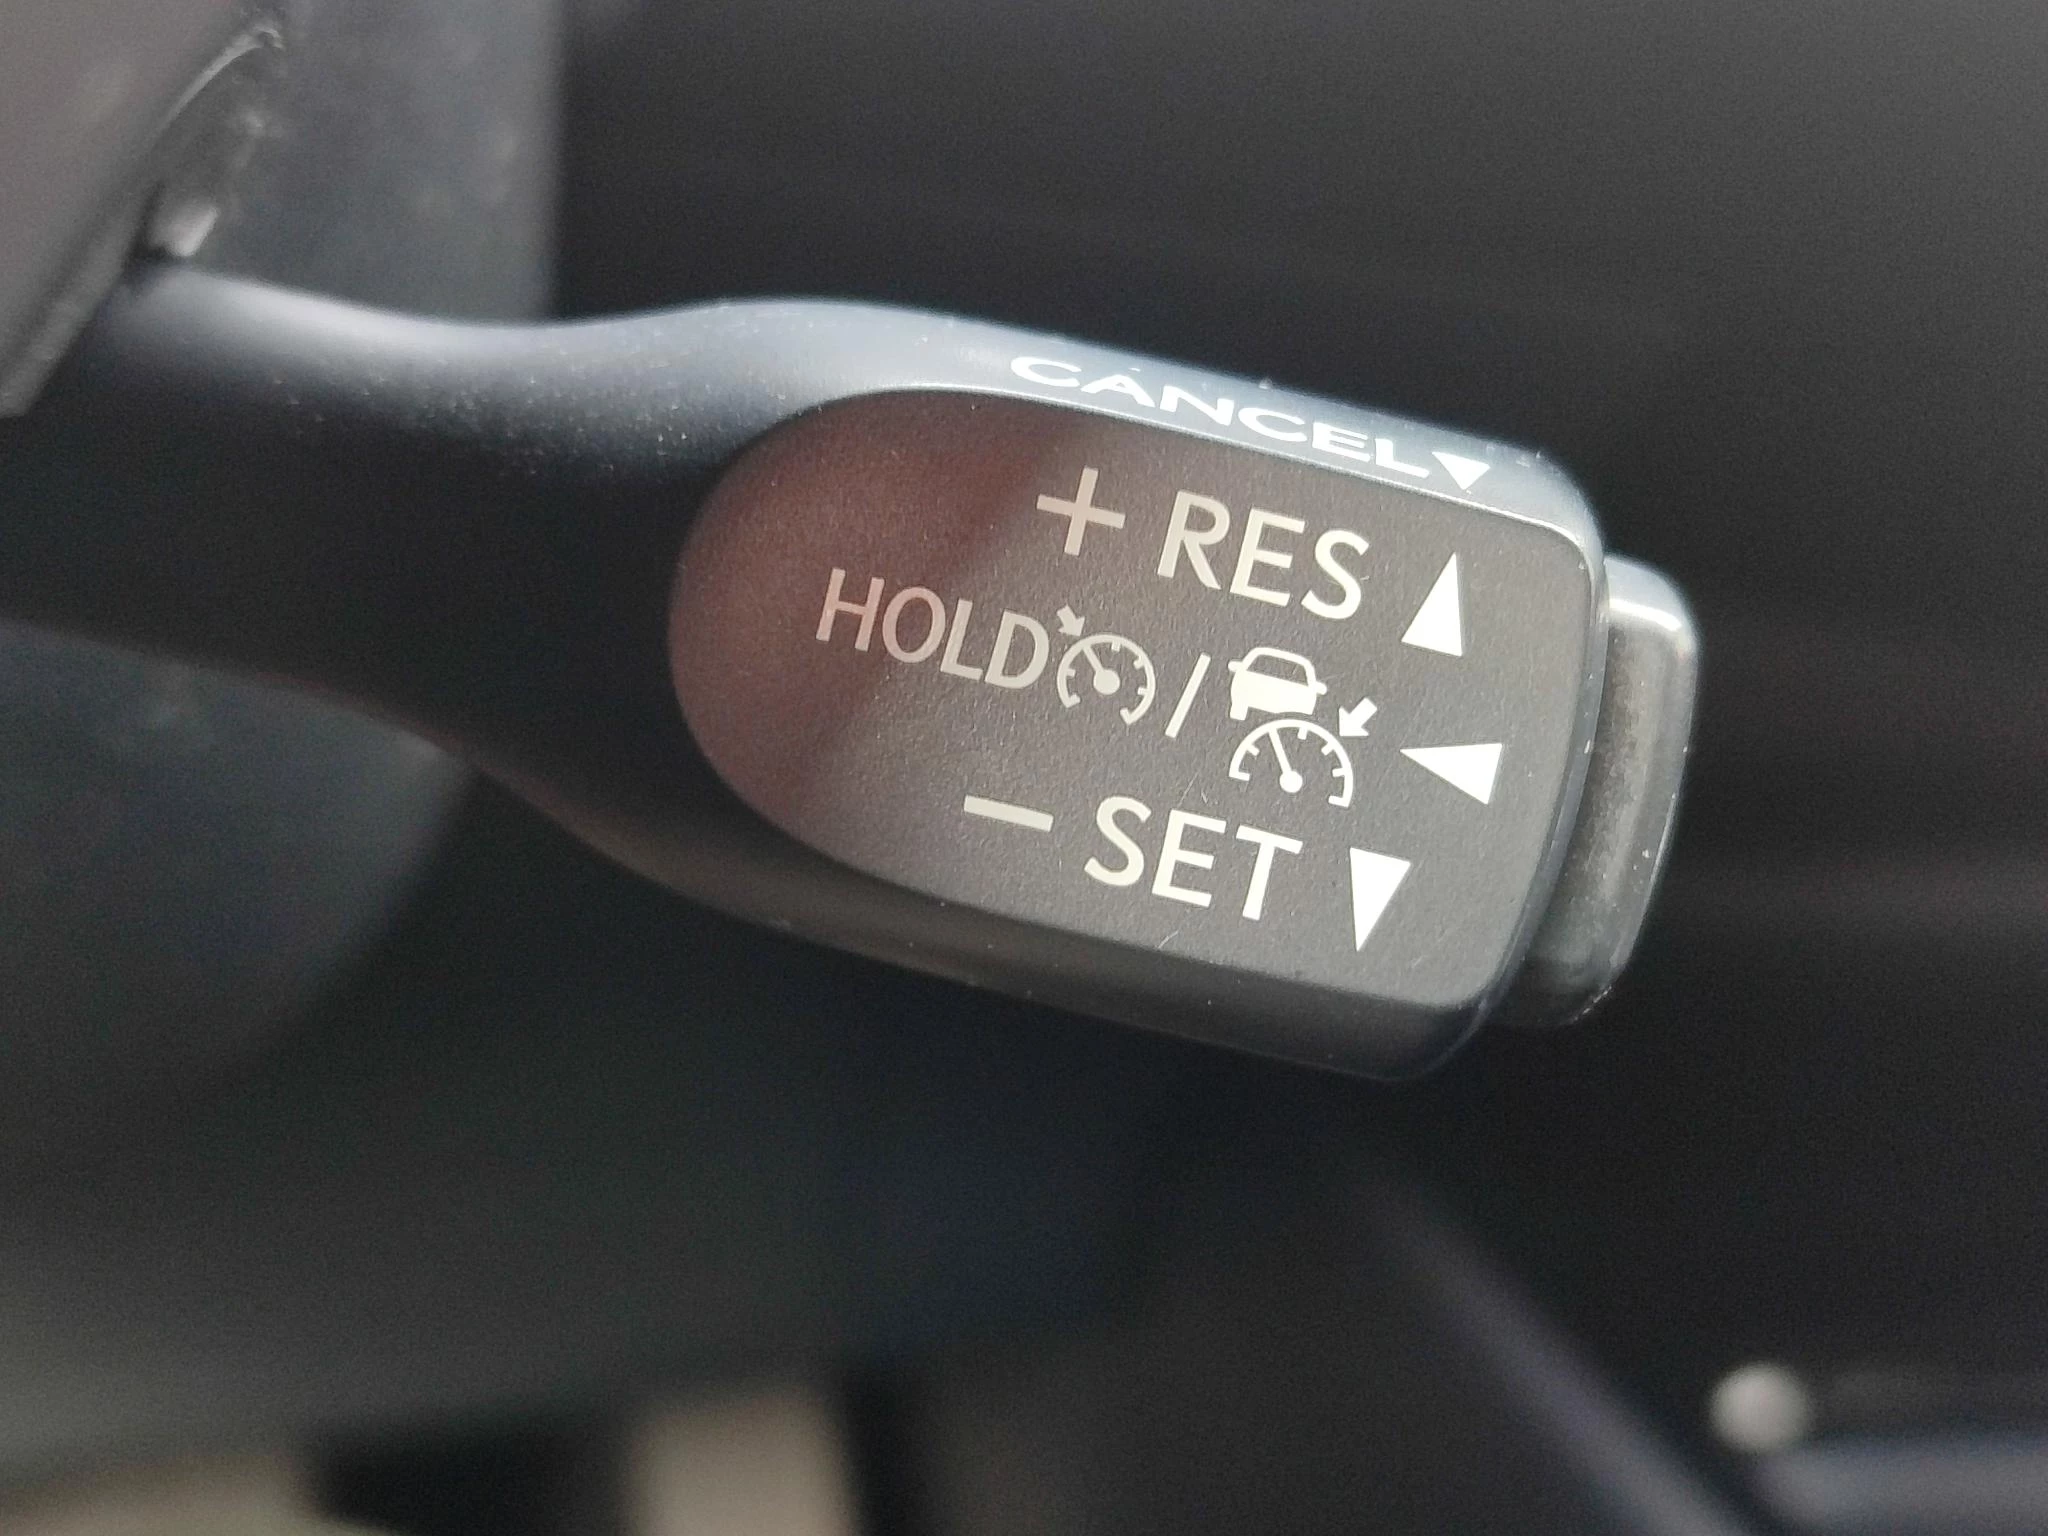 CANCEL
+ RES
HOLD /
− SET